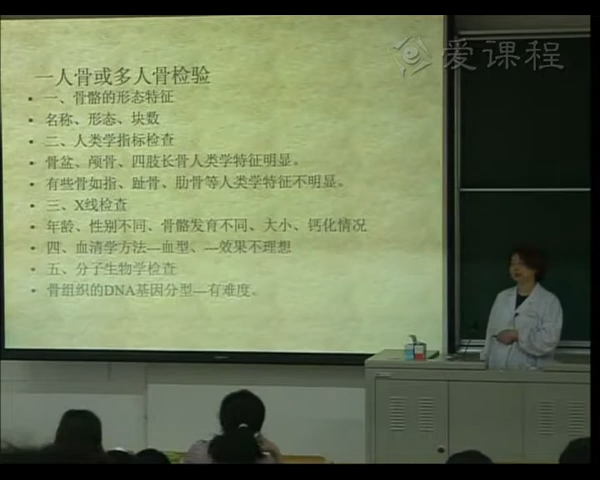 爱课程
一人骨或多人骨检验
• 一、骨骼的形态特征
• 名称、形态、块数
• 二、人类学指标检查
• 骨盆、颅骨、四肢长骨人类学特征明显。
• 有些骨如指、趾骨、肋骨等人类学特征不明显。
• 三、X线检查
• 年龄、性别不同、骨骼发育不同、大小、钙化情况
• 四、血清学方法—血型、—效果不理想
• 五、分子生物学检查
• 骨组织的DNA基因分型—有难度。